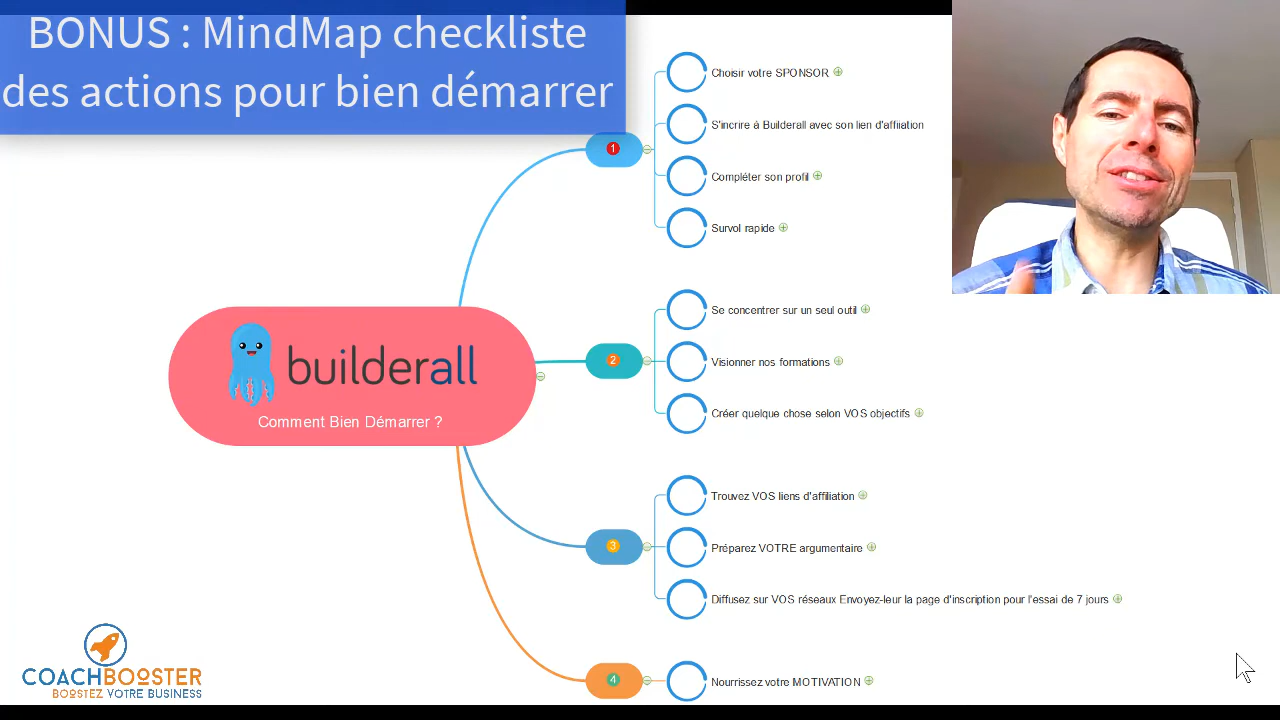 BONUS : MindMap checkliste
des actions pour bien démarrer
1
Choisir votre SPONSOR
S'incrire à Builderall avec son lien d'affiiation
Compléter son profil
Survol rapide
builderall
Comment Bien Démarrer ?
2
Se concentrer sur un seul outil
Visionner nos formations
Créer quelque chose selon VOS objectifs
3
Trouvez VOS liens d'affiliation
Préparez VOTRE argumentaire
Diffusez sur VOS réseaux Envoyez-leur la page d'inscription pour l'essai de 7 jours
4
Nourrissez votre MOTIVATION
COACHBOOSTER
BOOSTEZ VOTRE BUSINESS